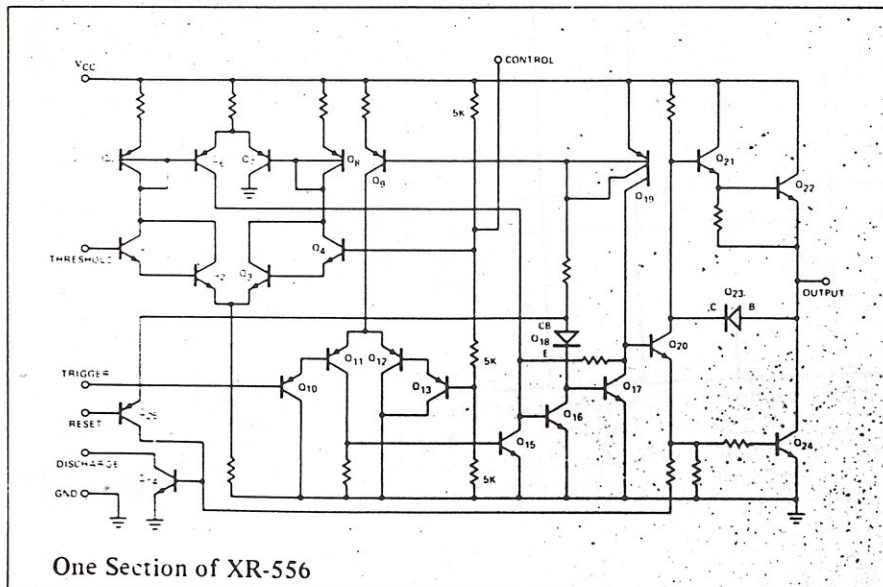 CONTROL
VCC
5K
Q8
Q9
Q19
Q21
Q22
Q4
THRESHOLD
OUTPUT
Q23
C
B
CB
Q18
E
5K
Q20
Q11
Q12
Q13
Q17
TRIGGER
Q10
Q16
Q15
Q24
RESET
5K
DISCHARGE
GND
One Section of XR-556